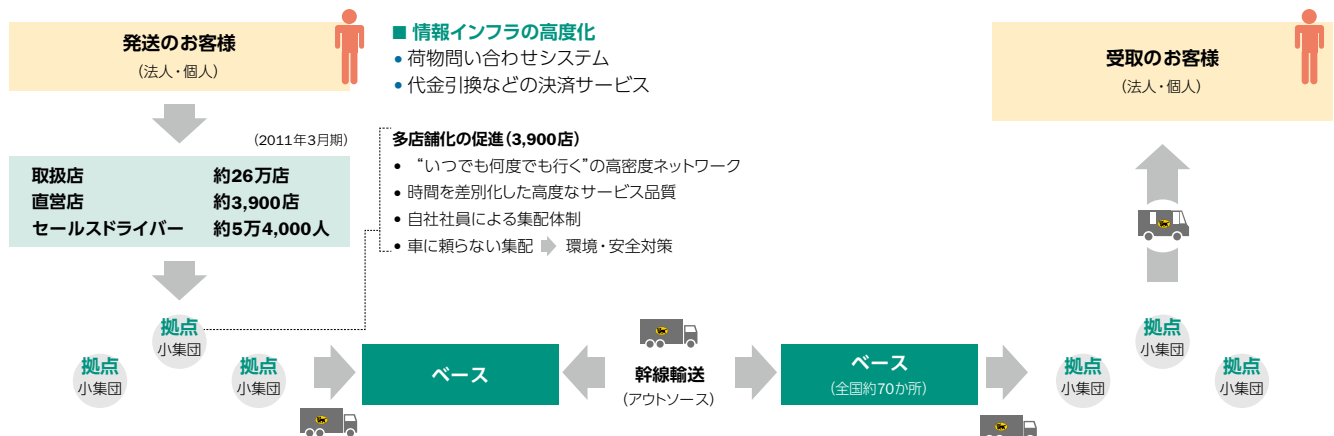 発送のお客様
(法人・個人)
■ 情報インフラの高度化
• 荷物問い合わせシステム
• 代金引換などの決済サービス
受取のお客様
(法人・個人)
(2011年3月期)
取扱店 約26万店
直営店 約3,900店
セールスドライバー 約5万4,000人
多店舗化の促進(3,900店)
• “いつでも何度でも行く”の高密度ネットワーク
• 時間を差別化した高度なサービス品質
• 自社社員による集配体制
• 車に頼らない集配 環境・安全対策
拠点
小集団
拠点
小集団
拠点
小集団
ベース
幹線輸送
(アウトソース)
ベース
(全国約70か所)
拠点
小集団
拠点
小集団
拠点
小集団